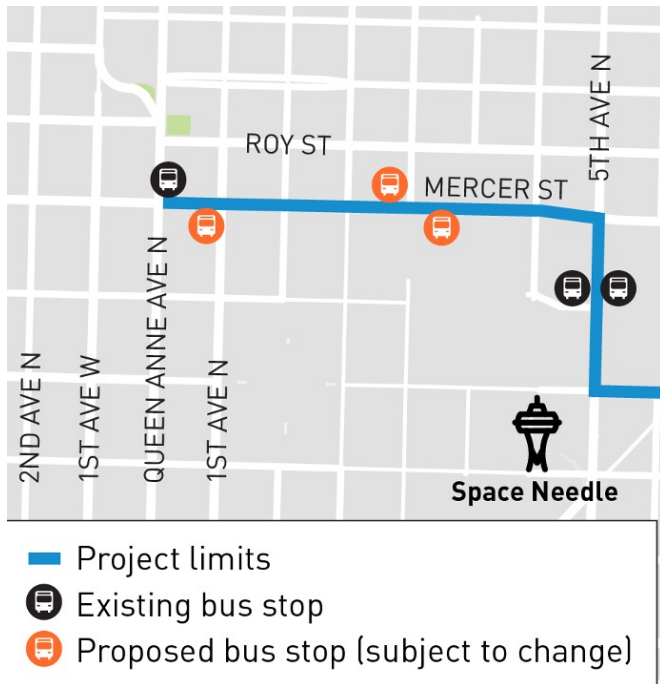 5TH AVE N
ROY ST
MERCER ST
2ND AVE N
1ST AVE W
QUEEN ANNE AVE N
1ST AVE N
Space Needle
Project limits
Existing bus stop
Proposed bus stop (subject to change)